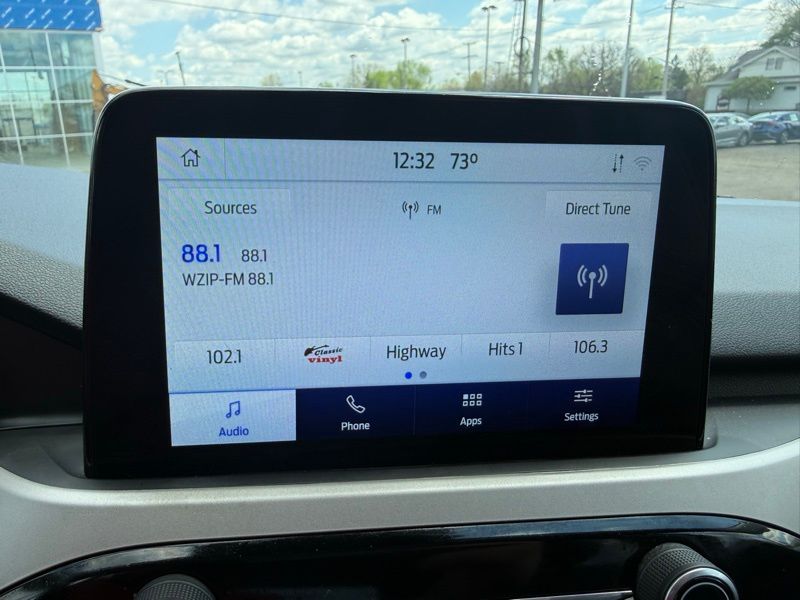 12:32 73º
Sources
FM
Direct Tune
88.1 88.1
WZIP-FM 88.1
102.1
Classic
vinyl
Highway
Hits 1
106.3
Audio
Phone
Apps
Settings